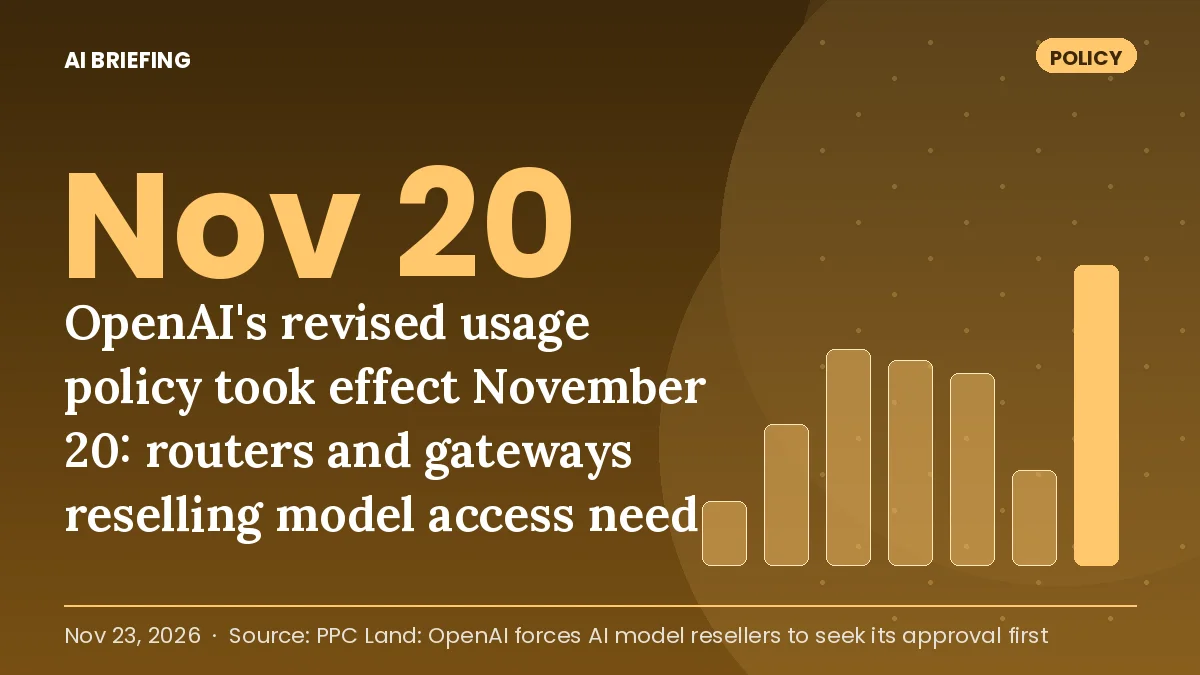 AI BRIEFING
POLICY
Nov 20
OpenAI's revised usage
policy took effect November
20: routers and gateways
reselling model access need
Nov 23, 2026 · Source: PPC Land: OpenAI forces AI model resellers to seek its approval first